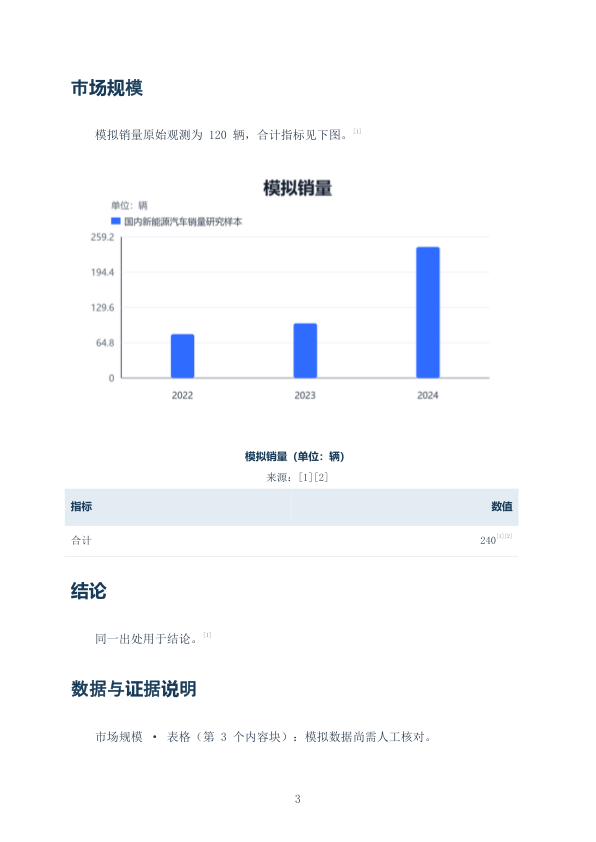 市场规模
模拟销量原始观测为 120 辆，合计指标见下图。[1]
模拟销量
单位：辆
国内新能源汽车销量研究样本
259.2
194.4
129.6
64.8
0
2022 2023 2024
模拟销量（单位：辆）
来源：[1][2]
指标 数值
合计 240[1][2]
结论
同一出处用于结论。[1]
数据与证据说明
市场规模 • 表格（第 3 个内容块）：模拟数据尚需人工核对。
3